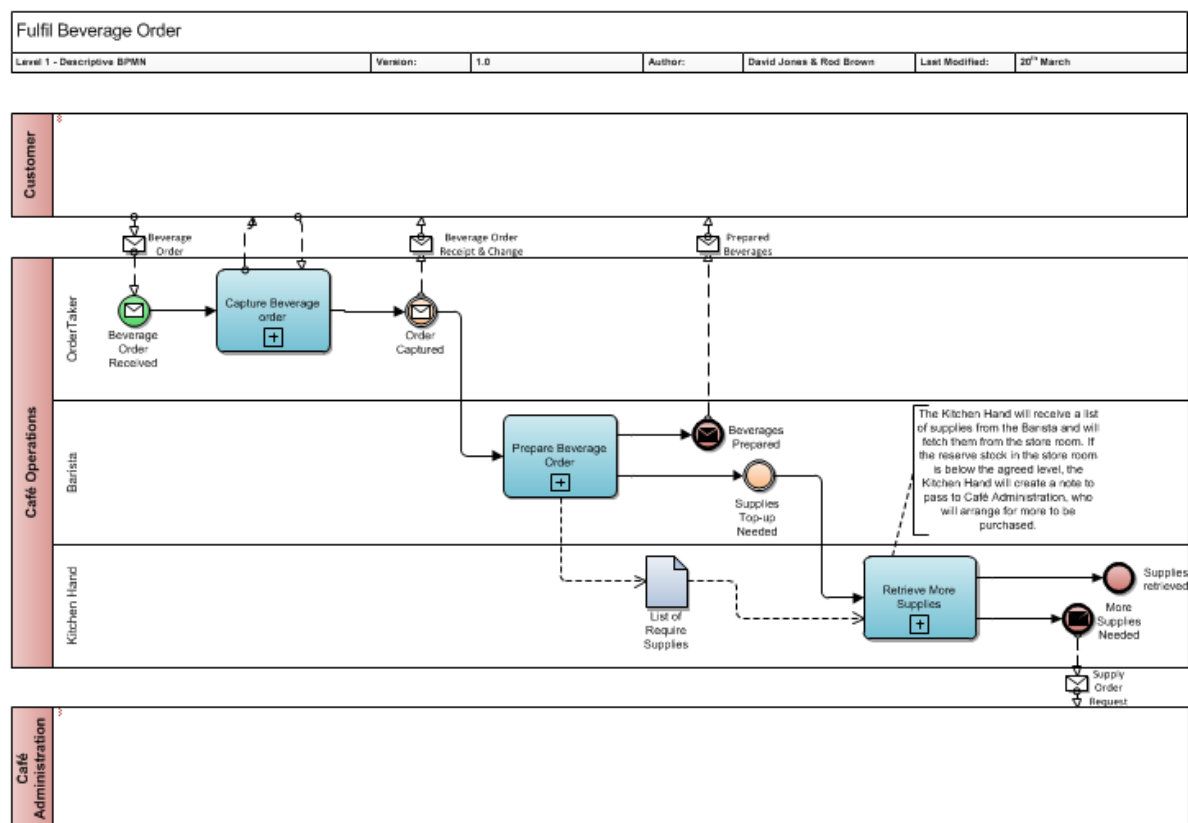 Fulfil Beverage Order
Level 1 - Descriptive BPMN
Version:
1.0
Author:
David Jones & Rod Brown
Last Modified:
20th March
Customer
Beverage
Order
Beverage Order
Receipt & Change
Prepared
Beverages
Café Operations
OrderTaker
Beverage
Order
Received
Capture Beverage
order
Order
Captured
Barista
Prepare Beverage
Order
Beverages
Prepared
Supplies
Top-up
Needed
The Kitchen Hand will receive a list
of supplies from the Barista and will
fetch them from the store room. If
the reserve stock in the store room
is below the agreed level, the
Kitchen Hand will create a note to
pass to Café Administration, who
will arrange for more to be
purchased.
Kitchen Hand
List of
Require
Supplies
Retrieve More
Supplies
Supplies
retrieved
More
Supplies
Needed
Supply
Order
Request
Café
Administration